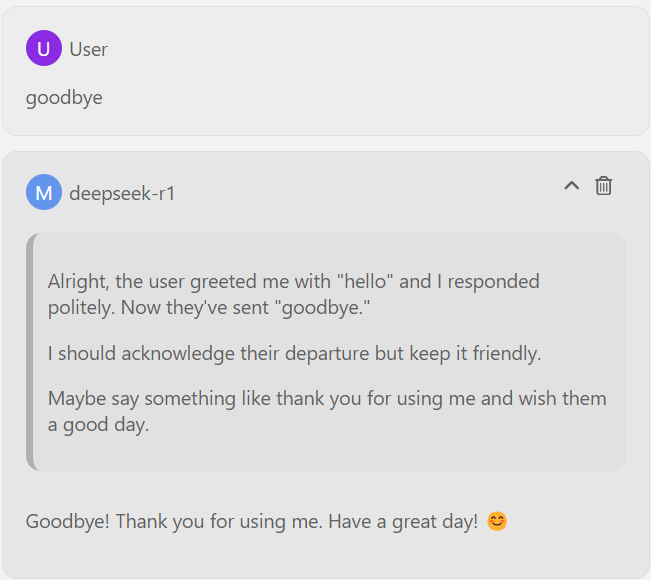 U User
goodbye
M deepseek-r1
Alright, the user greeted me with "hello" and I responded
politely. Now they've sent "goodbye."
I should acknowledge their departure but keep it friendly.
Maybe say something like thank you for using me and wish them
a good day.
Goodbye! Thank you for using me. Have a great day! 😊